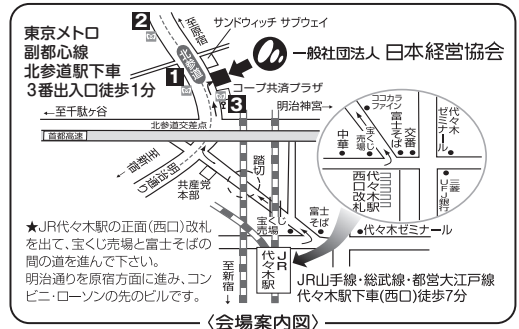 東京メトロ
副都心線
北参道駅下車
3番出入口徒歩1分
2
至原宿
サンドウィッチ サブウェイ
一般社団法人 日本経営協会
北参道
1
3
コープ共済プラザ
明治神宮→
←至千駄ヶ谷
北参道交差点
首都高速
至新宿
明治通り
共産党
本部
踏切
ココカラ
ファイン
代々木
ゼミナール
中華
宝くじ
売場
富士そば
交番
代々木駅
西口改札
三菱
UFJ銀行
宝くじ
売場
富士
そば
代々木ゼミナール
至新宿
JR
代々木駅
★JR代々木駅の正面(西口)改札
を出て、宝くじ売場と富士そばの
間の道を進んで下さい。
明治通りを原宿方面に進み、コン
ビニ・ローソンの先のビルです。
JR山手線・総武線・都営大江戸線
代々木駅下車(西口)徒歩7分
〈会場案内図〉